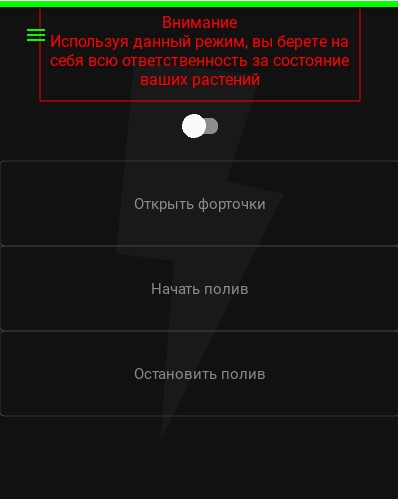 Внимание
Используя данный режим, вы берете на
себя всю ответственность за состояние
ваших растений
Открыть форточки
Начать полив
Остановить полив